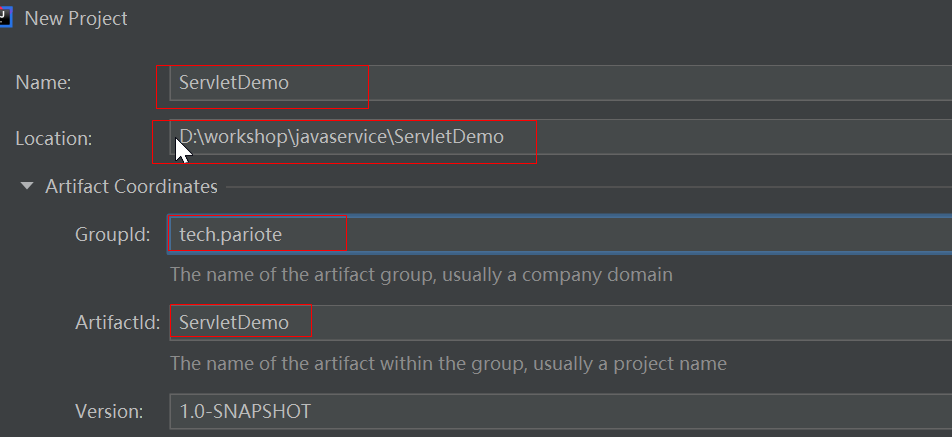 New Project
Name: ServletDemo
Location: D:\workshop\javaservice\ServletDemo
Artifact Coordinates
GroupId: tech.pariote
The name of the artifact group, usually a company domain
ArtifactId: ServletDemo
The name of the artifact within the group, usually a project name
Version: 1.0-SNAPSHOT